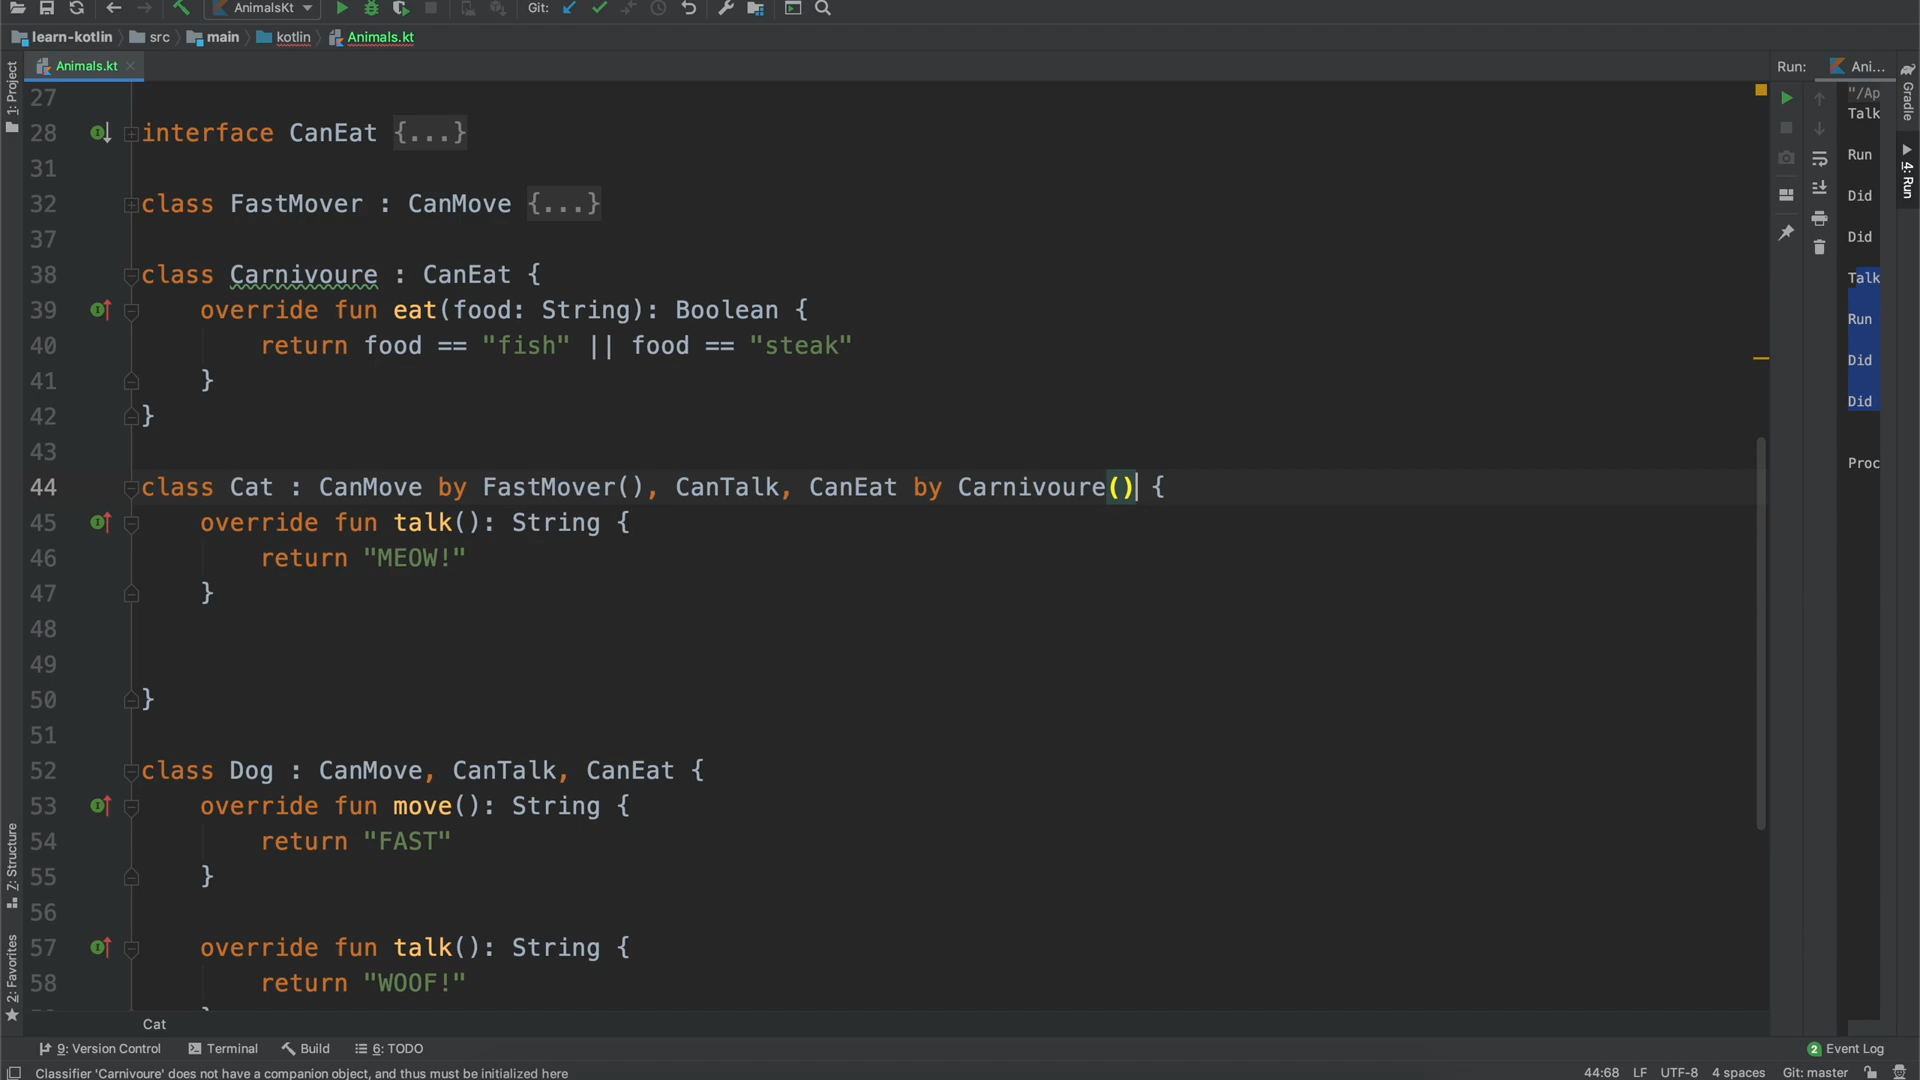 AnimalsKt
Git:
learn-kotlin
src
main
kotlin
Animals.kt
Animals.kt
Run:
Ani...
1: Project
Gradle
4: Run
Z: Structure
2: Favorites
27
28 interface CanEat {...}
31
32 class FastMover : CanMove {...}
37
38 class Carnivoure : CanEat {
39 override fun eat(food: String): Boolean {
40 return food == "fish" || food == "steak"
41 }
42 }
43
44 class Cat : CanMove by FastMover(), CanTalk, CanEat by Carnivoure() {
45 override fun talk(): String {
46 return "MEOW!"
47 }
48
49
50 }
51
52 class Dog : CanMove, CanTalk, CanEat {
53 override fun move(): String {
54 return "FAST"
55 }
56
57 override fun talk(): String {
58 return "WOOF!"
"/Ap
Talk
Run
Did
Did
Talk
Run
Did
Did
Proc
Cat
9: Version Control
Terminal
Build
6: TODO
2 Event Log
Classifier 'Carnivoure' does not have a companion object, and thus must be initialized here
44:68
LF
UTF-8
4 spaces
Git: master